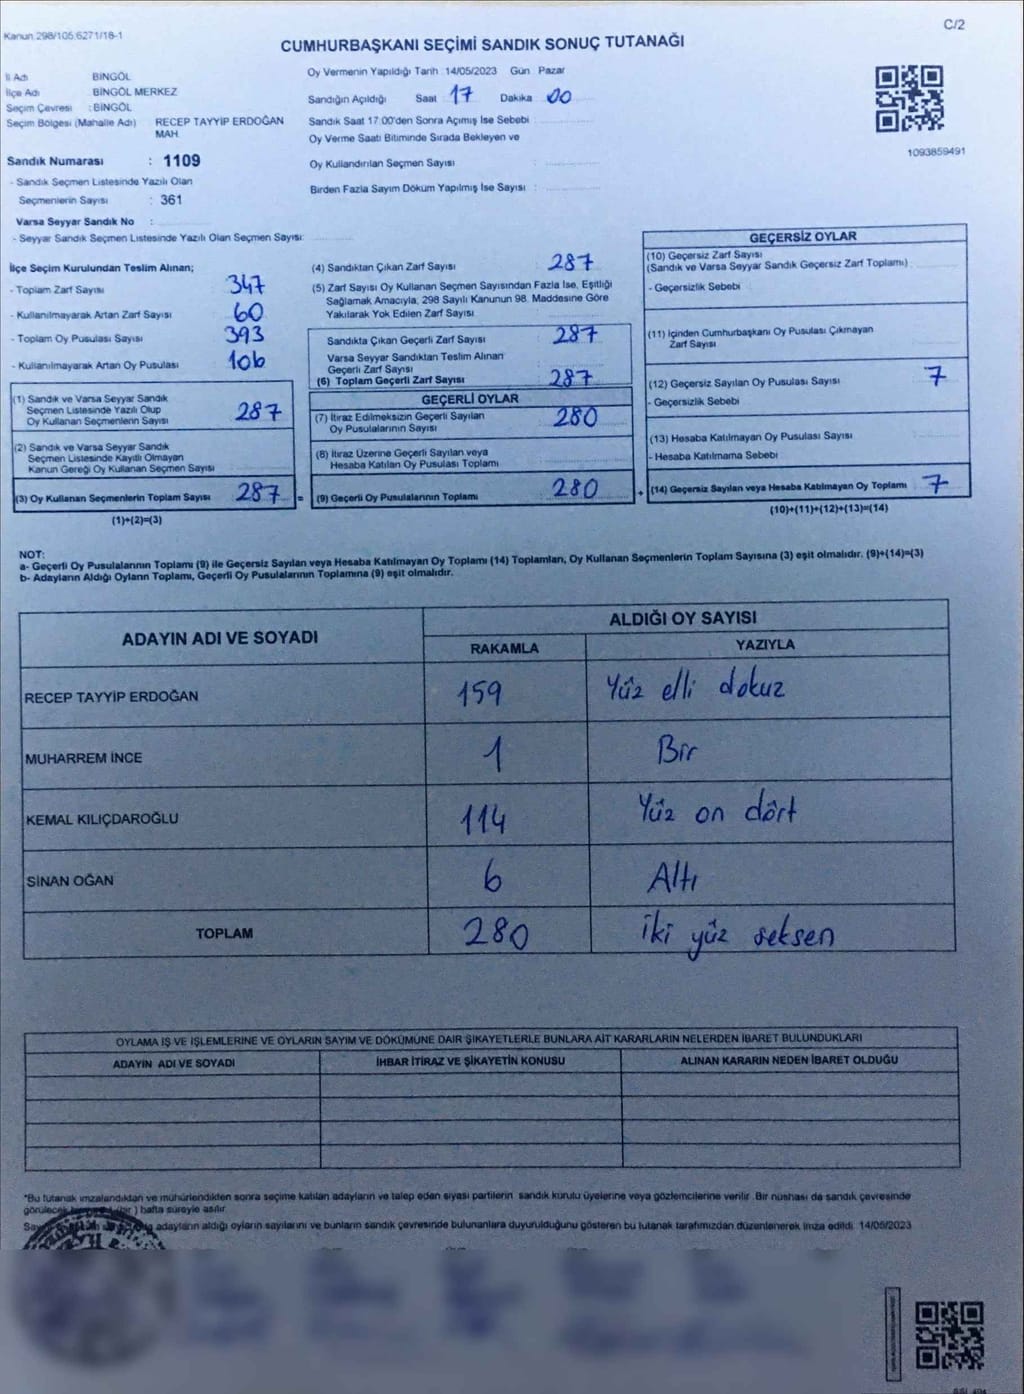 Kanun 298/105,6271/18-1
C/2
CUMHURBAŞKANI SEÇİMİ SANDIK SONUÇ TUTANAĞI
İl Adı BİNGÖL
İlçe Adı BİNGÖL MERKEZ
Seçim Çevresi : BİNGÖL
Seçim Bölgesi (Mahalle Adı) RECEP TAYYİP ERDOĞAN MAH.
Sandık Numarası : 1109
- Sandık Seçmen Listesinde Yazılı Olan
Seçmenlerin Sayısı : 361
Varsa Seyyar Sandık No :
- Seyyar Sandık Seçmen Listesinde Yazılı Olan Seçmen Sayısı:
Oy Vermenin Yapıldığı Tarih :14/05/2023 Gün Pazar
Sandığın Açıldığı Saat 17 Dakika 00
Sandık Saat 17:00'den Sonra Açılmış İse Sebebi :
Oy Verme Saati Bitiminde Sırada Bekleyen ve
Oy Kullandırılan Seçmen Sayısı :
Birden Fazla Sayım Döküm Yapılmış İse Sayısı :
1093859491
İlçe Seçim Kurulundan Teslim Alınan;
- Toplam Zarf Sayısı 347
- Kullanılmayarak Artan Zarf Sayısı 60
- Toplam Oy Pusulası Sayısı 393
- Kullanılmayarak Artan Oy Pusulası 106
(1) Sandık ve Varsa Seyyar Sandık
Seçmen Listesinde Yazılı Olup
Oy Kullanan Seçmenlerin Sayısı 287
(2) Sandık ve Varsa Seyyar Sandık
Seçmen Listesinde Kayıtlı Olmayan
Kanun Gereği Oy Kullanan Seçmen Sayısı
(3) Oy Kullanan Seçmenlerin Toplam Sayısı 287 =
(1)+(2)=(3)
(4) Sandıktan Çıkan Zarf Sayısı 287
(5) Zarf Sayısı Oy Kullanan Seçmen Sayısından Fazla İse, Eşitliği
Sağlamak Amacıyla, 298 Sayılı Kanunun 98. Maddesine Göre
Yakılarak Yok Edilen Zarf Sayısı
Sandıkta Çıkan Geçerli Zarf Sayısı 287
Varsa Seyyar Sandıktan Teslim Alınan
Geçerli Zarf Sayısı
(6) Toplam Geçerli Zarf Sayısı 287
GEÇERLİ OYLAR
(7) İtiraz Edilmeksizin Geçerli Sayılan
Oy Pusulalarının Sayısı 280
(8) İtiraz Üzerine Geçerli Sayılan veya
Hesaba Katılan Oy Pusulası Toplamı
(9) Geçerli Oy Pusulalarının Toplamı 280 +
GEÇERSİZ OYLAR
(10) Geçersiz Zarf Sayısı
(Sandık ve Varsa Seyyar Sandık Geçersiz Zarf Toplamı)
- Geçersizlik Sebebi
(11) İçinden Cumhurbaşkanı Oy Pusulası Çıkmayan
Zarf Sayısı
(12) Geçersiz Sayılan Oy Pusulası Sayısı 7
- Geçersizlik Sebebi
(13) Hesaba Katılmayan Oy Pusulası Sayısı
- Hesaba Katılmama Sebebi
(14) Geçersiz Sayılan veya Hesaba Katılmayan Oy Toplamı 7
(10)+(11)+(12)+(13)=(14)
NOT:
a- Geçerli Oy Pusulalarının Toplamı (9) ile Geçersiz Sayılan veya Hesaba Katılmayan Oy Toplamı (14) Toplamları, Oy Kullanan Seçmenlerin Toplam Sayısına (3) eşit olmalıdır. (9)+(14)=(3)
b- Adayların Aldığı Oyların Toplamı, Geçerli Oy Pusulalarının Toplamına (9) eşit olmalıdır.
ADAYIN ADI VE SOYADI
ALDIĞI OY SAYISI
RAKAMLA YAZIYLA
RECEP TAYYİP ERDOĞAN 159 Yüz elli dokuz
MUHARREM İNCE 1 Bir
KEMAL KILIÇDAROĞLU 114 Yüz on dört
SİNAN OĞAN 6 Altı
TOPLAM 280 iki yüz seksen
OYLAMA İŞ VE İŞLEMLERİNE VE OYLARIN SAYIM VE DÖKÜMÜNE DAİR ŞİKAYETLERLE BUNLARA AİT KARARLARIN NELERDEN İBARET BULUNDUKLARI
ADAYIN ADI VE SOYADI İHBAR İTİRAZ VE ŞİKAYETİN KONUSU ALINAN KARARIN NEDEN İBARET OLDUĞU
*Bu tutanak imzalandıktan ve mühürlendikten sonra seçime katılan adayların ve talep eden siyasi partilerin sandık kurulu üyelerine veya gözlemcilerine verilir. Bir nüshası da sandık çevresinde
görülecek (bir) hafta süreyle asılır.
adayların aldığı oyların sayılarını ve bunların sandık çevresinde bulunanlara duyurulduğunu gösteren bu tutanak tarafımızdan düzenlenerek imza edildi. 14/05/2023